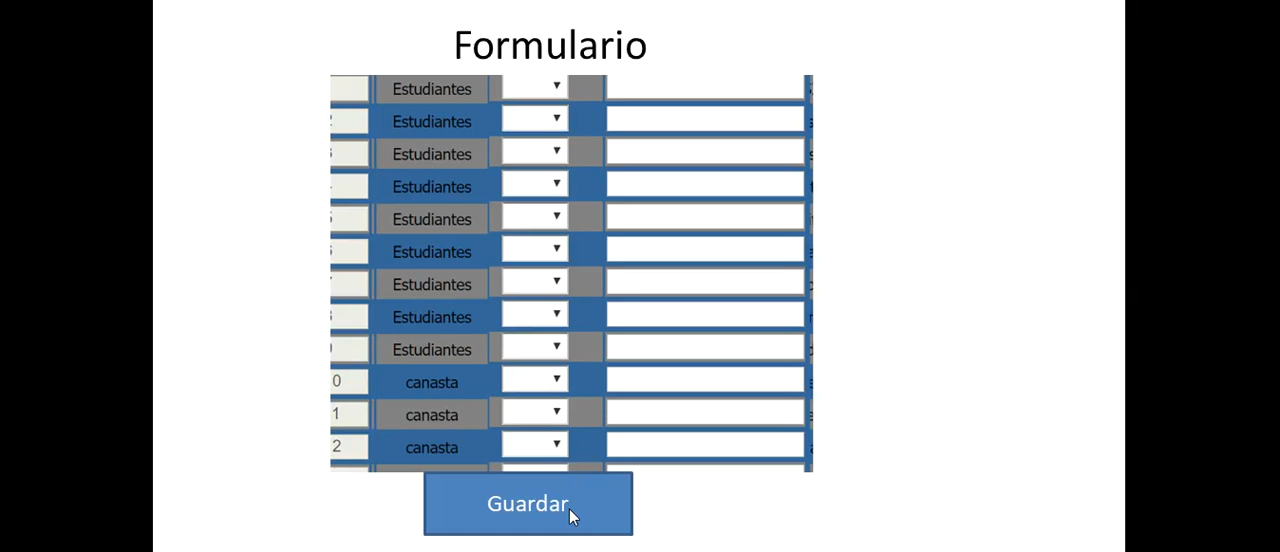 Formulario
Estudiantes
Estudiantes
Estudiantes
Estudiantes
Estudiantes
Estudiantes
Estudiantes
Estudiantes
Estudiantes
0 canasta
1 canasta
2 canasta
Guardar